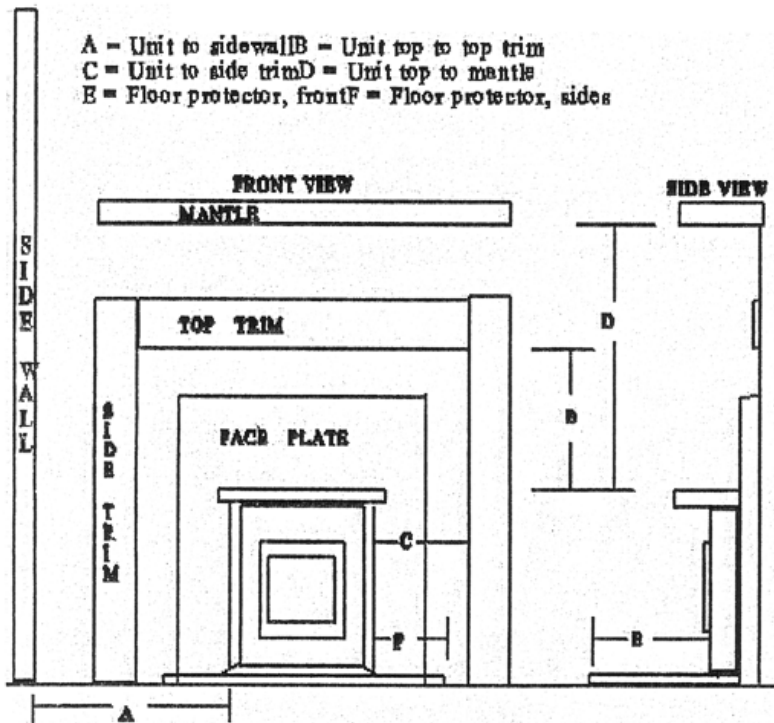 A = Unit to sidewallB = Unit top to top trim
C = Unit to side trimD = Unit top to mantle
E = Floor protector, frontF = Floor protector, sides
FRONT VIEW
SIDE VIEW
MANTLE
SIDE WALL
TOP TRIM
D
SIDE TRIM
B
FACE PLATE
C
F
E
A